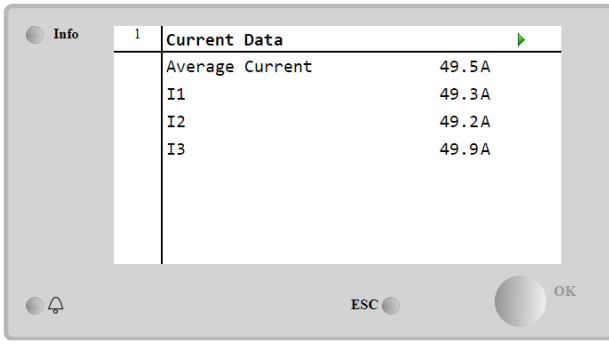 Info
1 Current Data
Average Current 49.5A
I1 49.3A
I2 49.2A
I3 49.9A
ESC
OK